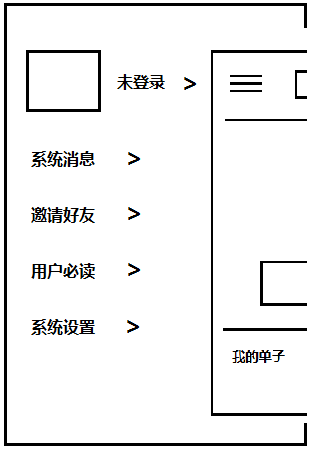 未登录 >
系统消息 >
邀请好友 >
用户必读 >
系统设置 >
我的单子